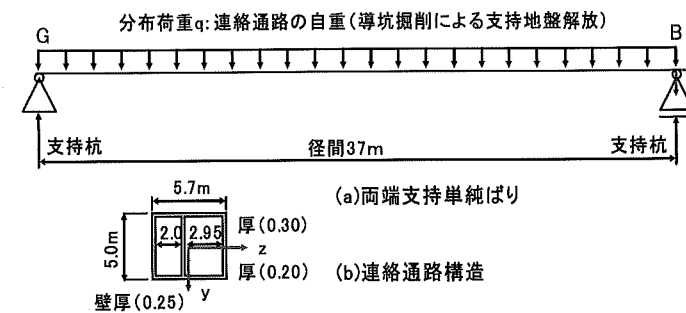 分布荷重q:連絡通路の自重(導坑掘削による支持地盤解放)
G
B
支持杭
径間37m
支持杭
(a)両端支持単純ばり
5.7m
5.0m
2.0
2.95
厚(0.30)
z
厚(0.20)
(b)連絡通路構造
y
壁厚(0.25)